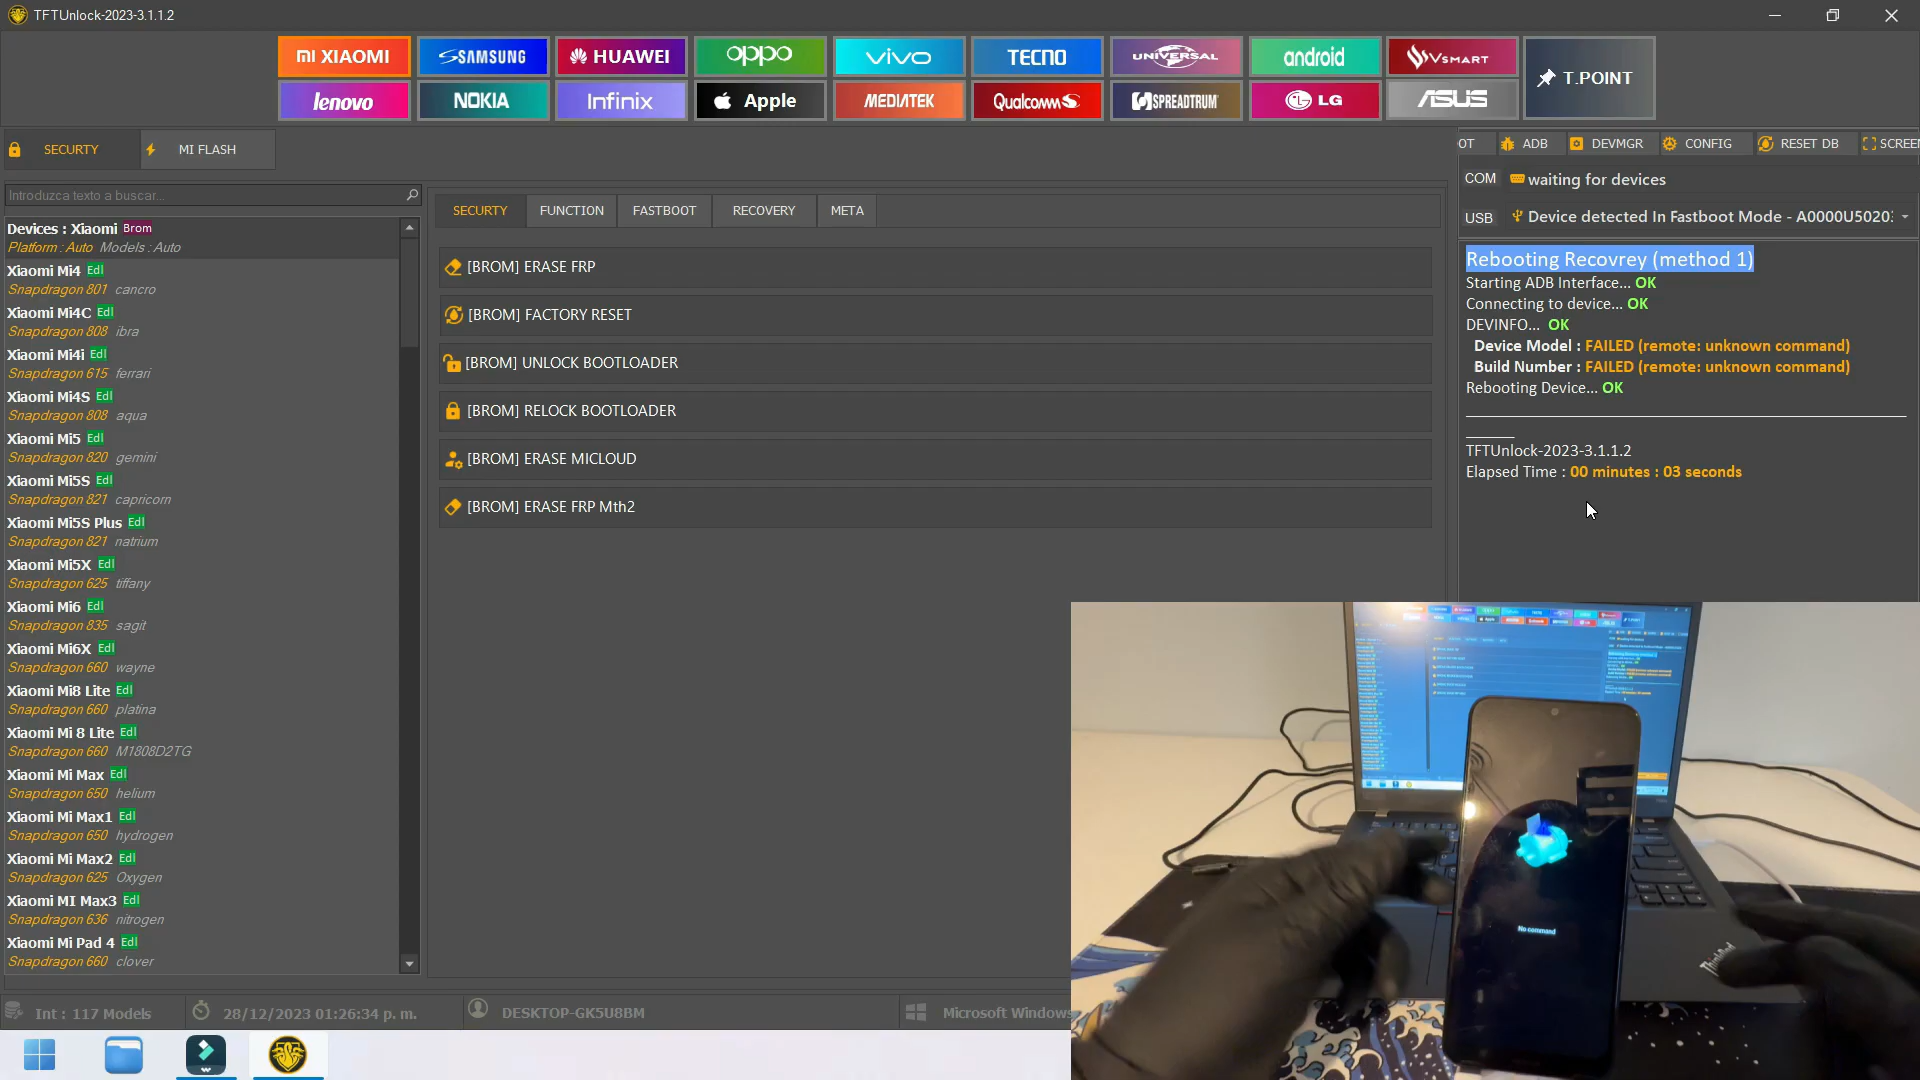 TFTUnlock-2023-3.1.1.2
XIAOMI
SAMSUNG
HUAWEI
oppo
vivo
TECNO
UNIVERSAL
android
VSMART
T.POINT
lenovo
NOKIA
Infinix
Apple
MEDIATEK
Qualcomm
SPREADTRUM
LG
ASUS
SECURTY
MI FLASH
OT
ADB
DEVMGR
CONFIG
RESET DB
SCREEN
COM waiting for devices
USB Device detected In Fastboot Mode - A0000U5020
Introduzca texto a buscar...
Devices : Xiaomi Brom
Platform : Auto Models : Auto
Xiaomi Mi4 Edl
Snapdragon 801 cancro
Xiaomi Mi4C Edl
Snapdragon 808 ibra
Xiaomi Mi4i Edl
Snapdragon 615 ferrari
Xiaomi Mi4S Edl
Snapdragon 808 aqua
Xiaomi Mi5 Edl
Snapdragon 820 gemini
Xiaomi Mi5S Edl
Snapdragon 821 capricorn
Xiaomi Mi5S Plus Edl
Snapdragon 821 natrium
Xiaomi Mi5X Edl
Snapdragon 625 tiffany
Xiaomi Mi6 Edl
Snapdragon 835 sagit
Xiaomi Mi6X Edl
Snapdragon 660 wayne
Xiaomi Mi8 Lite Edl
Snapdragon 660 platina
Xiaomi Mi 8 Lite Edl
Snapdragon 660 M1808D2TG
Xiaomi Mi Max Edl
Snapdragon 650 helium
Xiaomi Mi Max1 Edl
Snapdragon 650 hydrogen
Xiaomi Mi Max2 Edl
Snapdragon 625 Oxygen
Xiaomi MI Max3 Edl
Snapdragon 636 nitrogen
Xiaomi Mi Pad 4 Edl
Snapdragon 660 clover
SECURTY
FUNCTION
FASTBOOT
RECOVERY
META
[BROM] ERASE FRP
[BROM] FACTORY RESET
[BROM] UNLOCK BOOTLOADER
[BROM] RELOCK BOOTLOADER
[BROM] ERASE MICLOUD
[BROM] ERASE FRP Mth2
Rebooting Recovrey (method 1)
Starting ADB Interface... OK
Connecting to device... OK
DEVINFO... OK
Device Model : FAILED (remote: unknown command)
Build Number : FAILED (remote: unknown command)
Rebooting Device... OK
TFTUnlock-2023-3.1.1.2
Elapsed Time : 00 minutes : 03 seconds
No command
ThinkPad
Int : 117 Models
28/12/2023 01:26:34 p. m.
DESKTOP-GK5U8BM
Microsoft Windows